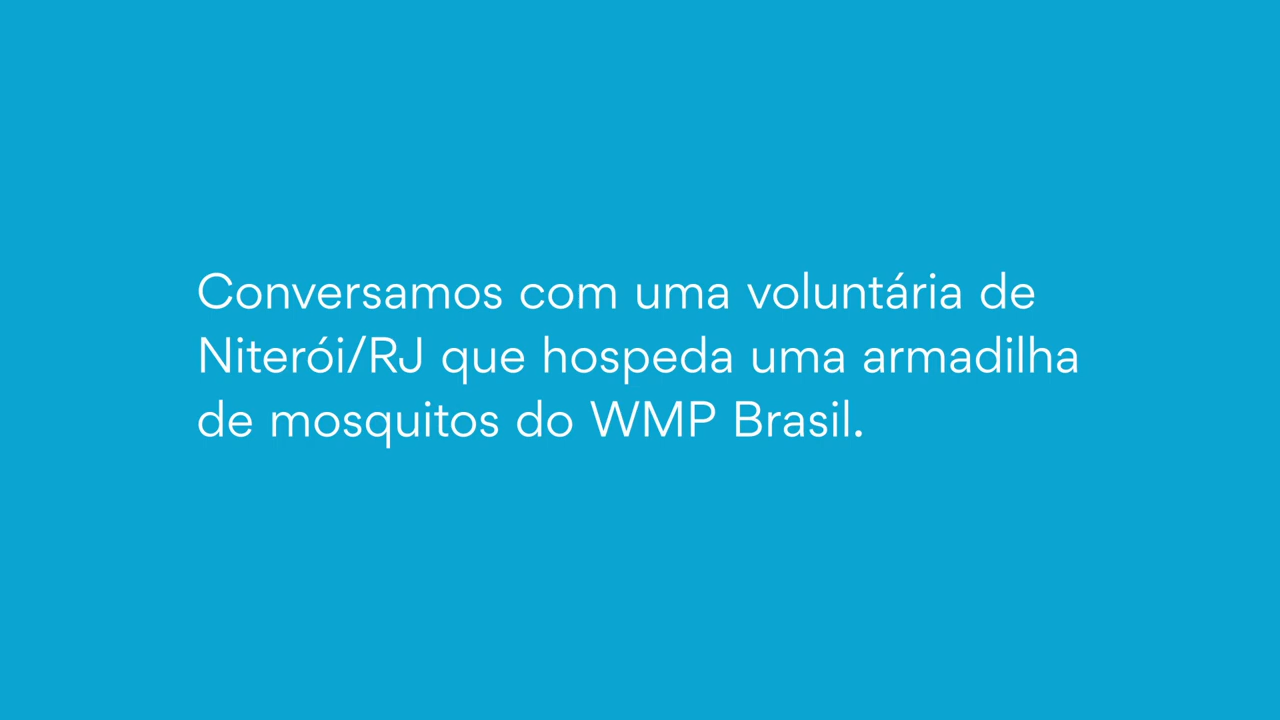 Conversamos com uma voluntária de
Niterói/RJ que hospeda uma armadilha
de mosquitos do WMP Brasil.